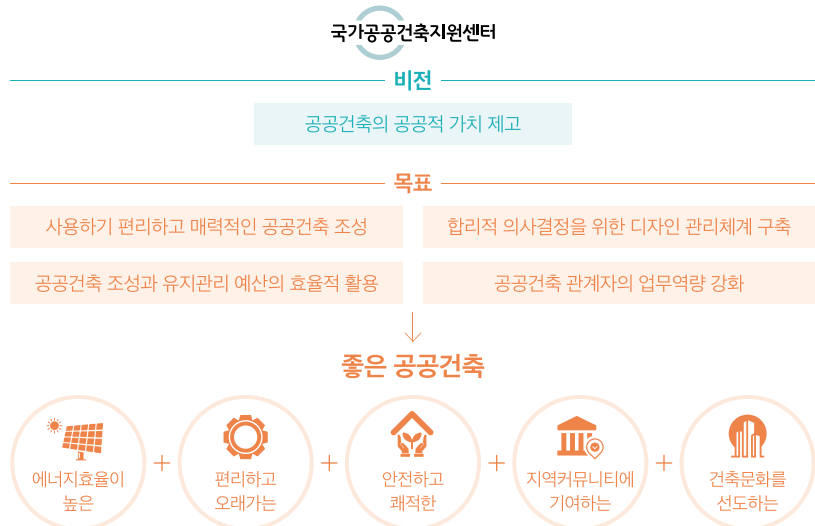 국가공공건축지원센터
비전
공공건축의 공공적 가치 제고
목표
사용하기 편리하고 매력적인 공공건축 조성
합리적 의사결정을 위한 디자인 관리체계 구축
공공건축 조성과 유지관리 예산의 효율적 활용
공공건축 관계자의 업무역량 강화
좋은 공공건축
에너지효율이
높은
+
편리하고
오래가는
+
안전하고
쾌적한
+
지역커뮤니티에
기여하는
+
건축문화를
선도하는